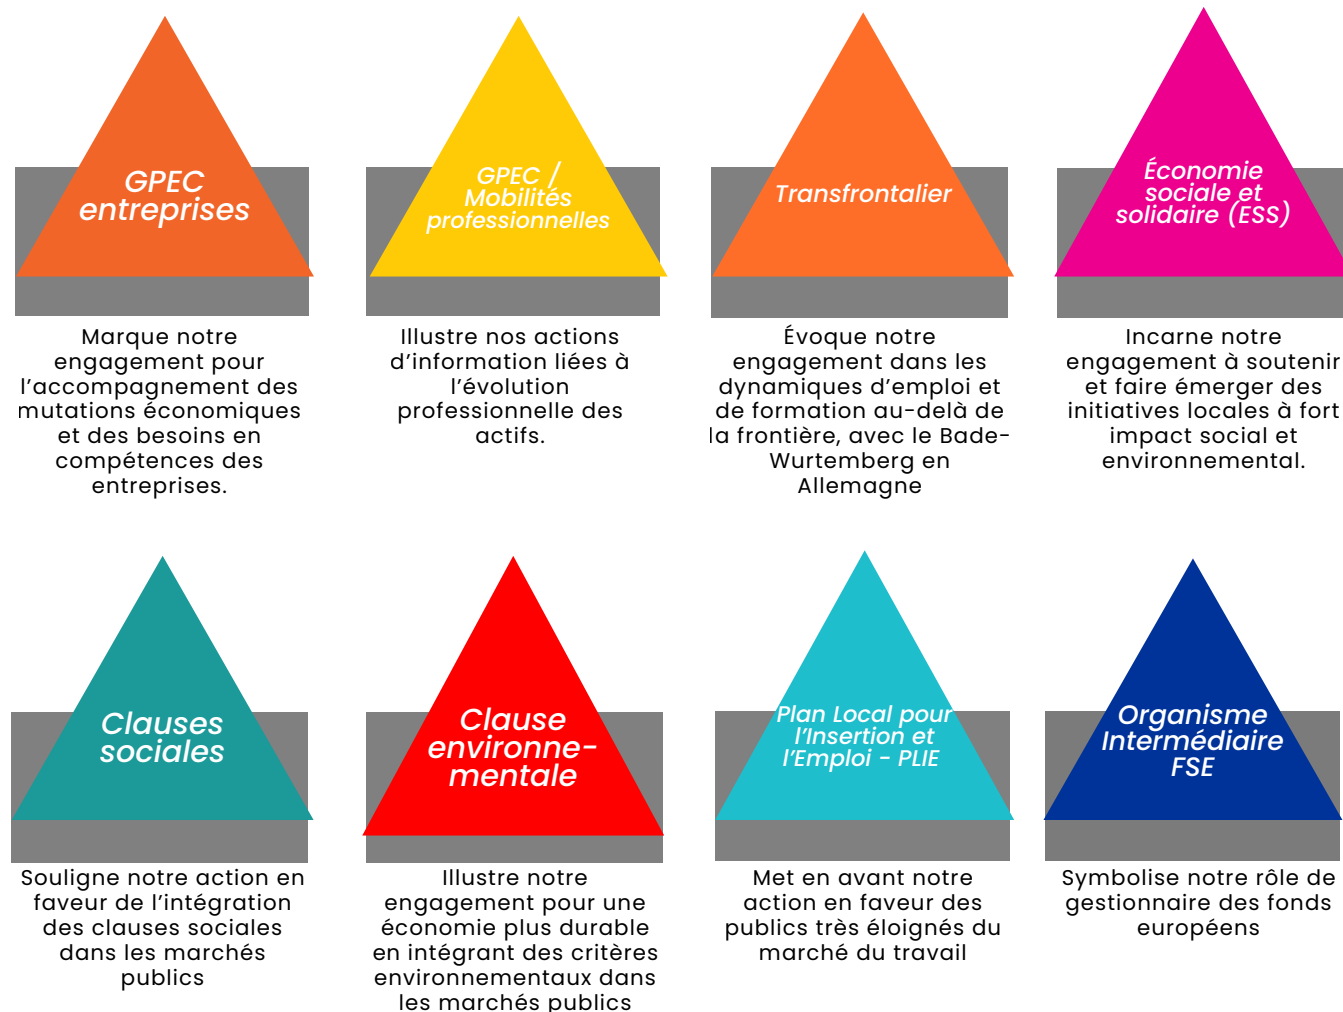 GPEC
entreprises
Marque notre
engagement pour
l'accompagnement des
mutations économiques
et des besoins en
compétences des
entreprises.
GPEC /
Mobilités
professionnelles
Illustre nos actions
d'information liées à
l'évolution
professionnelle des
actifs.
Transfrontalier
Évoque notre
engagement dans les
dynamiques d'emploi et
de formation au-delà de
la frontière, avec le Bade-
Wurtemberg en
Allemagne
Économie
sociale et
solidaire (ESS)
Incarne notre
engagement à soutenir
et faire émerger des
initiatives locales à fort
impact social et
environnemental.
Clauses
sociales
Souligne notre action en
faveur de l'intégration
des clauses sociales
dans les marchés
publics
Clause
environne-
mentale
Illustre notre
engagement pour une
économie plus durable
en intégrant des critères
environnementaux dans
les marchés publics
Plan Local pour
l'Insertion et
l'Emploi - PLIE
Met en avant notre
action en faveur des
publics très éloignés du
marché du travail
Organisme
Intermédiaire
FSE
Symbolise notre rôle de
gestionnaire des fonds
européens